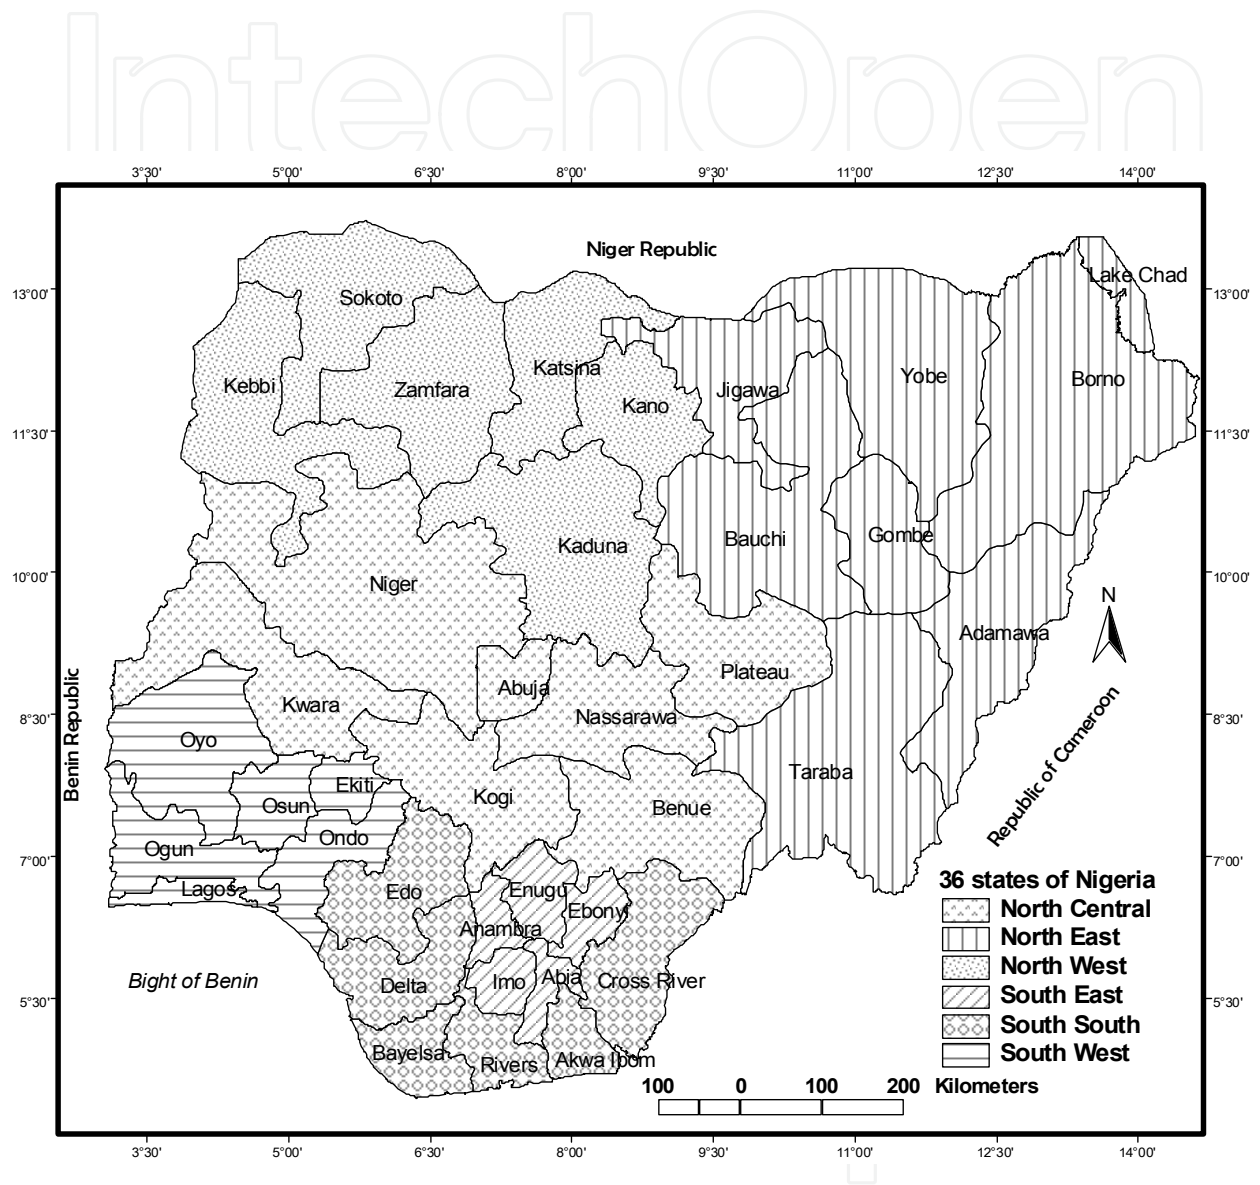 IntechOpen
3°30' 5°00' 6°30' 8°00' 9°30' 11°00' 12°30' 14°00'
Niger Republic
Lake Chad
13°00' 13°00'
Sokoto
Katsina
Yobe
Borno
Kebbi
Zamfara
Jigawa
Kano
11°30' 11°30'
Bauchi
Gombe
Kaduna
10°00' 10°00'
Niger
N
Adamawa
Plateau
Abuja
Kwara
Nassarawa
8°30' 8°30'
Benin Republic
Republic of Cameroon
Oyo
Taraba
Ekiti
Kogi
Osun
Benue
Ondo
Ogun
7°00' 7°00'
Lagos
Edo
Enugu
Ebonyi
Anambra
36 states of Nigeria
North Central
North East
North West
South East
South South
South West
Bight of Benin
Delta
Imo
Abia
Cross River
5°30' 5°30'
Bayelsa
Rivers
Akwa Ibom
100 0 100 200 Kilometers
3°30' 5°00' 6°30' 8°00' 9°30' 11°00' 12°30' 14°00'